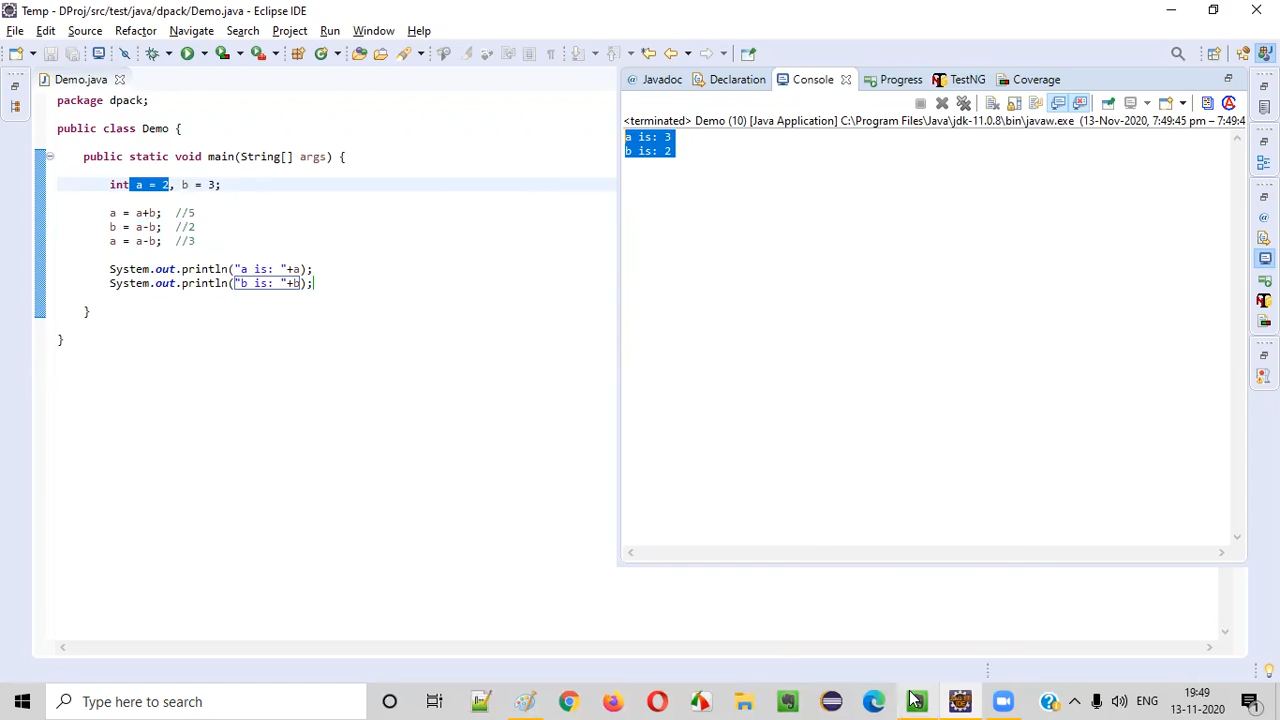 Temp - DProj/src/test/java/dpack/Demo.java - Eclipse IDE
File Edit Source Refactor Navigate Search Project Run Window Help
Demo.java
package dpack;
public class Demo {
public static void main(String[] args) {
int a = 2, b = 3;
a = a+b; //5
b = a-b; //2
a = a-b; //3
System.out.println("a is: "+a);
System.out.println("b is: "+b);
}
}
@ Javadoc Declaration Console Progress TestNG Coverage
<terminated> Demo (10) [Java Application] C:\Program Files\Java\jdk-11.0.8\bin\javaw.exe (13-Nov-2020, 7:49:45 pm – 7:49:4
a is: 3
b is: 2
Type here to search
ENG
19:49
13-11-2020